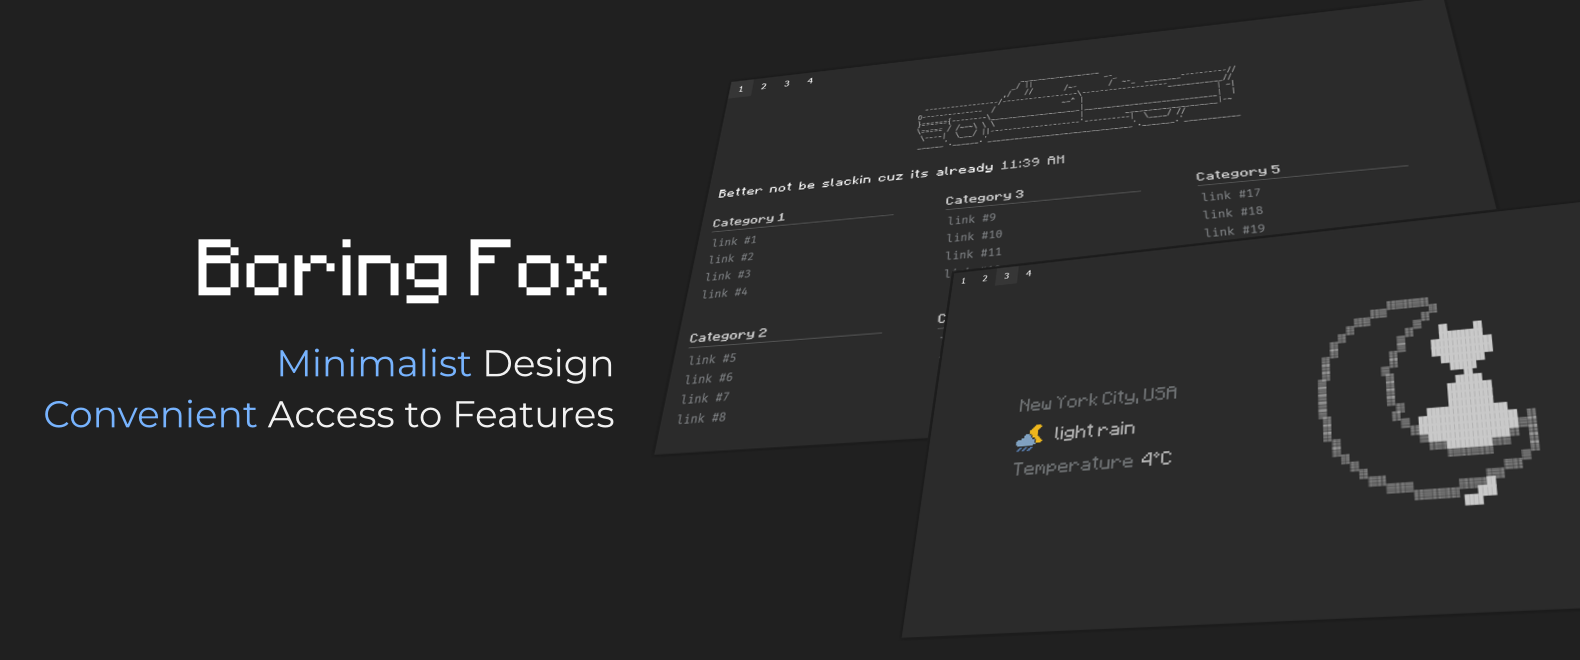 Boring Fox
Minimalist Design
Convenient Access to Features
1 2 3 4
Better not be slackin cuz its already 11:39 AM
Category 1
link #1
link #2
link #3
link #4
Category 2
link #5
link #6
link #7
link #8
Category 3
link #9
link #10
link #11
Category 5
link #17
link #18
link #19
1 2 3 4
New York City, USA
light rain
Temperature 4°C